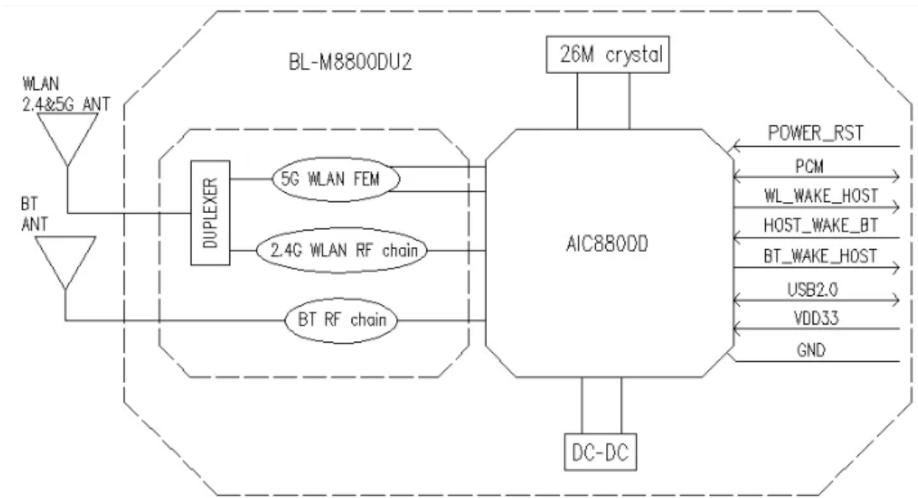 BL-M8800DU2
26M crystal
WLAN
2.4&5G ANT
BT
ANT
DUPLEXER
5G WLAN FEM
2.4G WLAN RF chain
BT RF chain
AIC8800D
POWER_RST
PCM
WL_WAKE_HOST
HOST_WAKE_BT
BT_WAKE_HOST
USB2.0
VDD33
GND
DC-DC